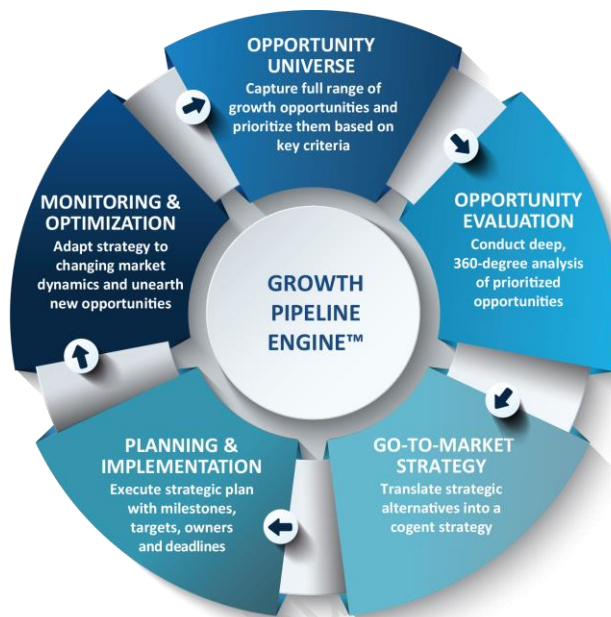 OPPORTUNITY
UNIVERSE
Capture full range of
growth opportunities and
prioritize them based on
key criteria
OPPORTUNITY
EVALUATION
Conduct deep,
360-degree analysis
of prioritized
opportunities
GO-TO-MARKET
STRATEGY
Translate strategic
alternatives into a
cogent strategy
PLANNING &
IMPLEMENTATION
Execute strategic plan
with milestones,
targets, owners
and deadlines
MONITORING &
OPTIMIZATION
Adapt strategy to
changing market
dynamics and unearth
new opportunities
GROWTH
PIPELINE
ENGINE™